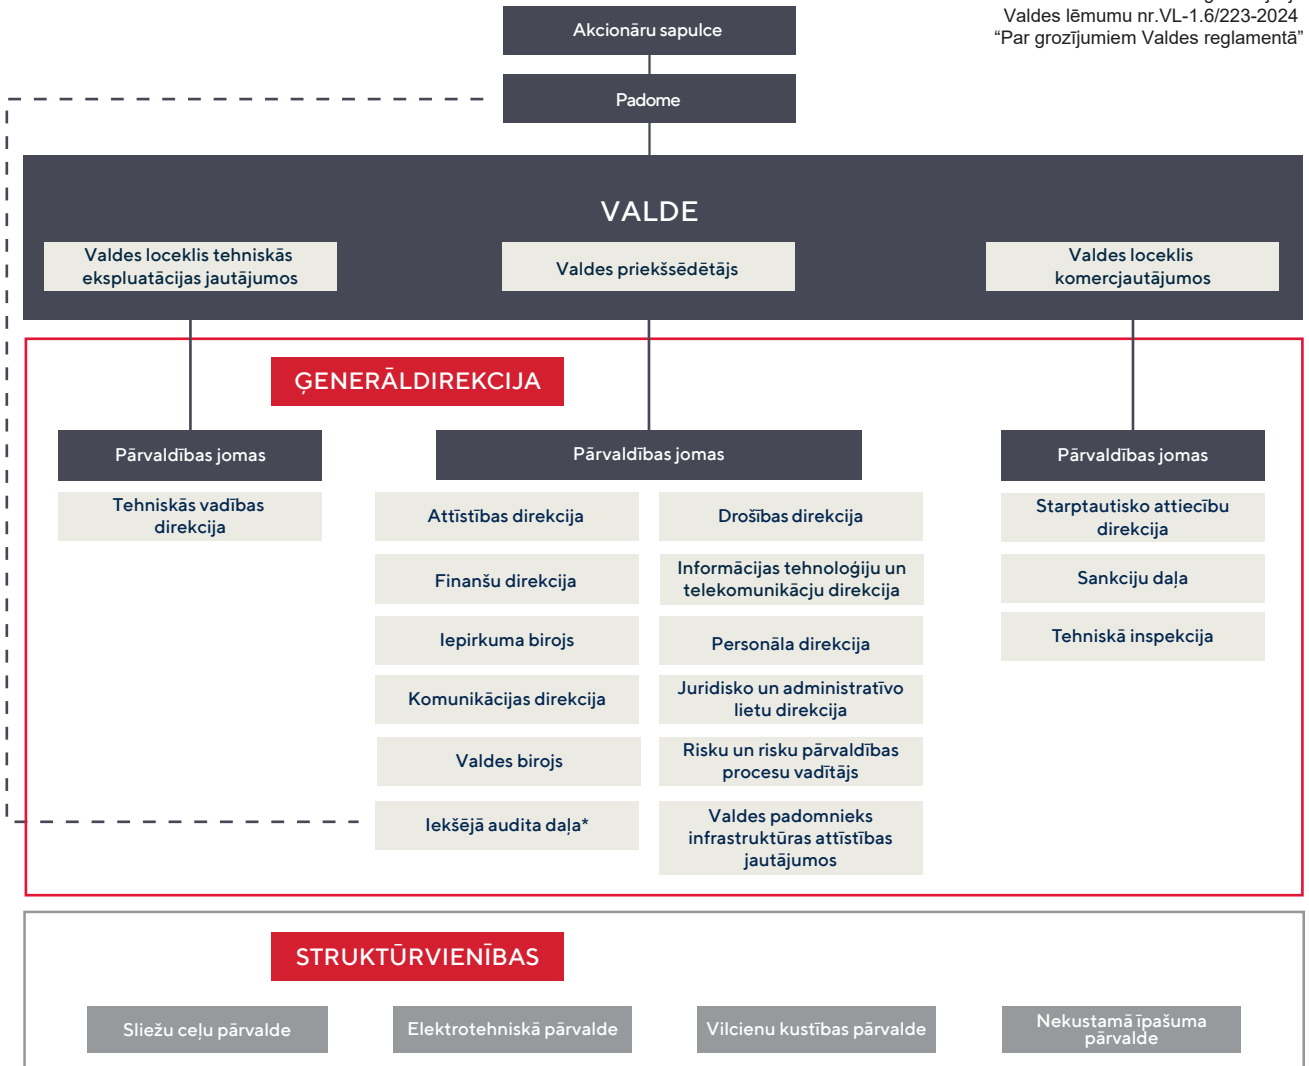 Valdes lēmumu nr.VL-1.6/223-2024
“Par grozījumiem Valdes reglamentā”
Akcionāru sapulce
Padome
VALDE
Valdes loceklis tehniskās
ekspluatācijas jautājumos
Valdes priekšsēdētājs
Valdes loceklis
komercjautājumos
ĢENERĀLDIREKCIJA
Pārvaldības jomas
Tehniskās vadības
direkcija
Pārvaldības jomas
Attīstības direkcija
Finanšu direkcija
Iepirkuma birojs
Komunikācijas direkcija
Valdes birojs
Iekšējā audita daļa*
Drošības direkcija
Informācijas tehnoloģiju un
telekomunikācju direkcija
Personāla direkcija
Juridisko un administratīvo
lietu direkcija
Risku un risku pārvaldības
procesu vadītājs
Valdes padomnieks
infrastruktūras attīstības
jautājumos
Pārvaldības jomas
Starptautisko attiecību
direkcija
Sankciju daļa
Tehniskā inspekcija
STRUKTŪRVIENĪBAS
Sliežu ceļu pārvalde
Elektrotehniskā pārvalde
Vilcienu kustības pārvalde
Nekustamā īpašuma
pārvalde